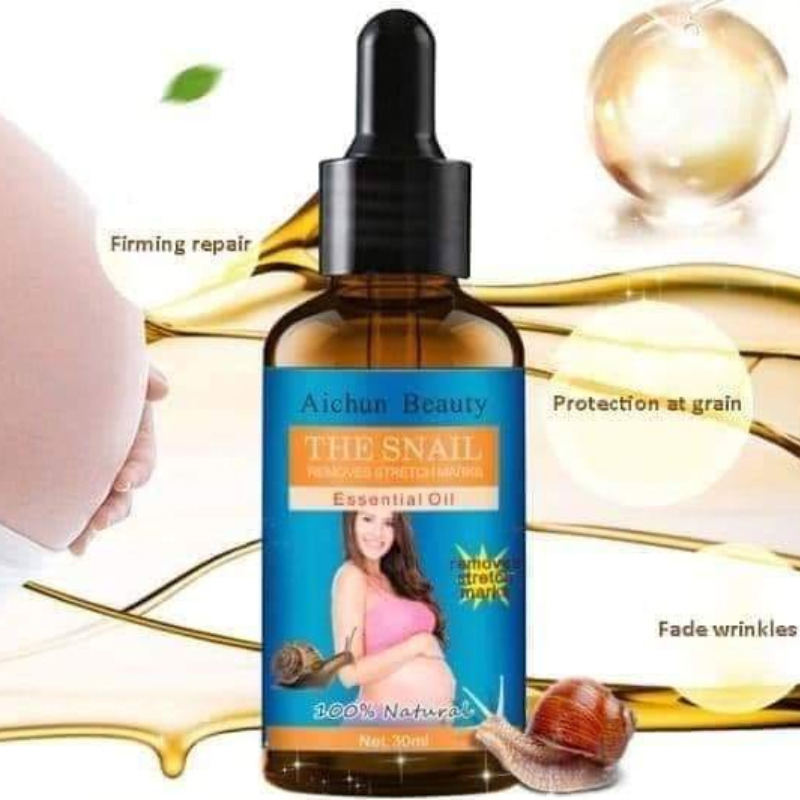 Firming repair
Aichun Beauty
Protection at grain
THE SNAIL
REMOVES STRETCH MARKS
Essential Oil
removes
stretch
marks
Fade wrinkles
100% Natural
Net:30ml